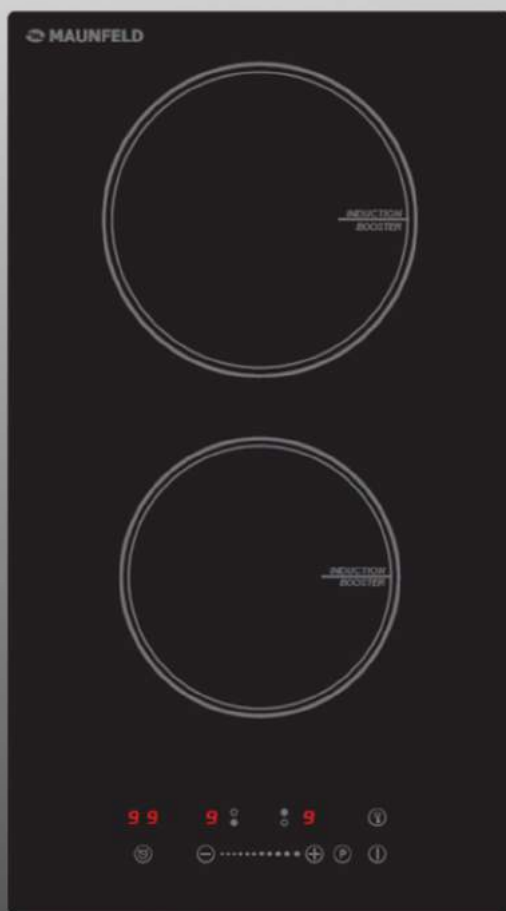 MAUNFELD
INDUCTION
BOOSTER
INDUCTION
BOOSTER
99 9 9
P